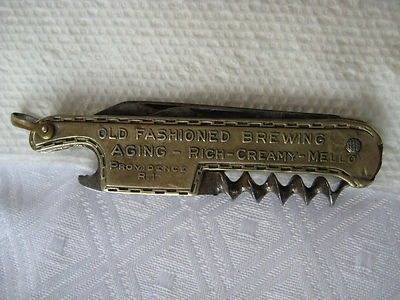 OLD FASHIONED BREWING
AGING - RICH-CREAMY-MELLO
PROVIDENCE
R.I.